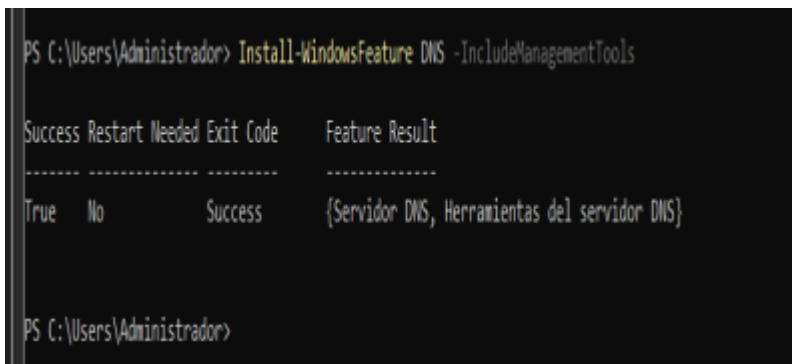 PS C:\Users\Administrador> Install-WindowsFeature DNS -IncludeManagementTools
Success Restart Needed Exit Code Feature Result
------- -------------- --------- --------------
True No Success {Servidor DNS, Herramientas del servidor DNS}
PS C:\Users\Administrador>